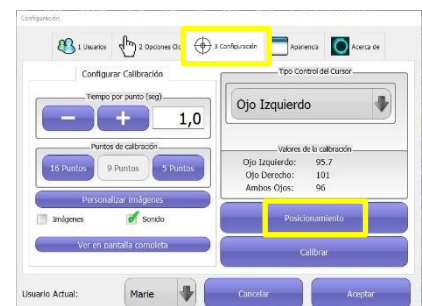 Configuración
1 Usuarios
2 Opciones Clic
3 Configuración
Apariencia
Acerca de
Configurar Calibración
Tiempo por punto (seg)
1,0
Puntos de calibración
16 Puntos
9 Puntos
5 Puntos
Personalizar imágenes
Imágenes
Sonido
Ver en pantalla completa
Tipo Control del Cursor
Ojo Izquierdo
Valores de la calibración
Ojo Izquierdo: 95.7
Ojo Derecho: 101
Ambos Ojos: 96
Posicionamiento
Calibrar
Usuario Actual:
Marie
Cancelar
Aceptar